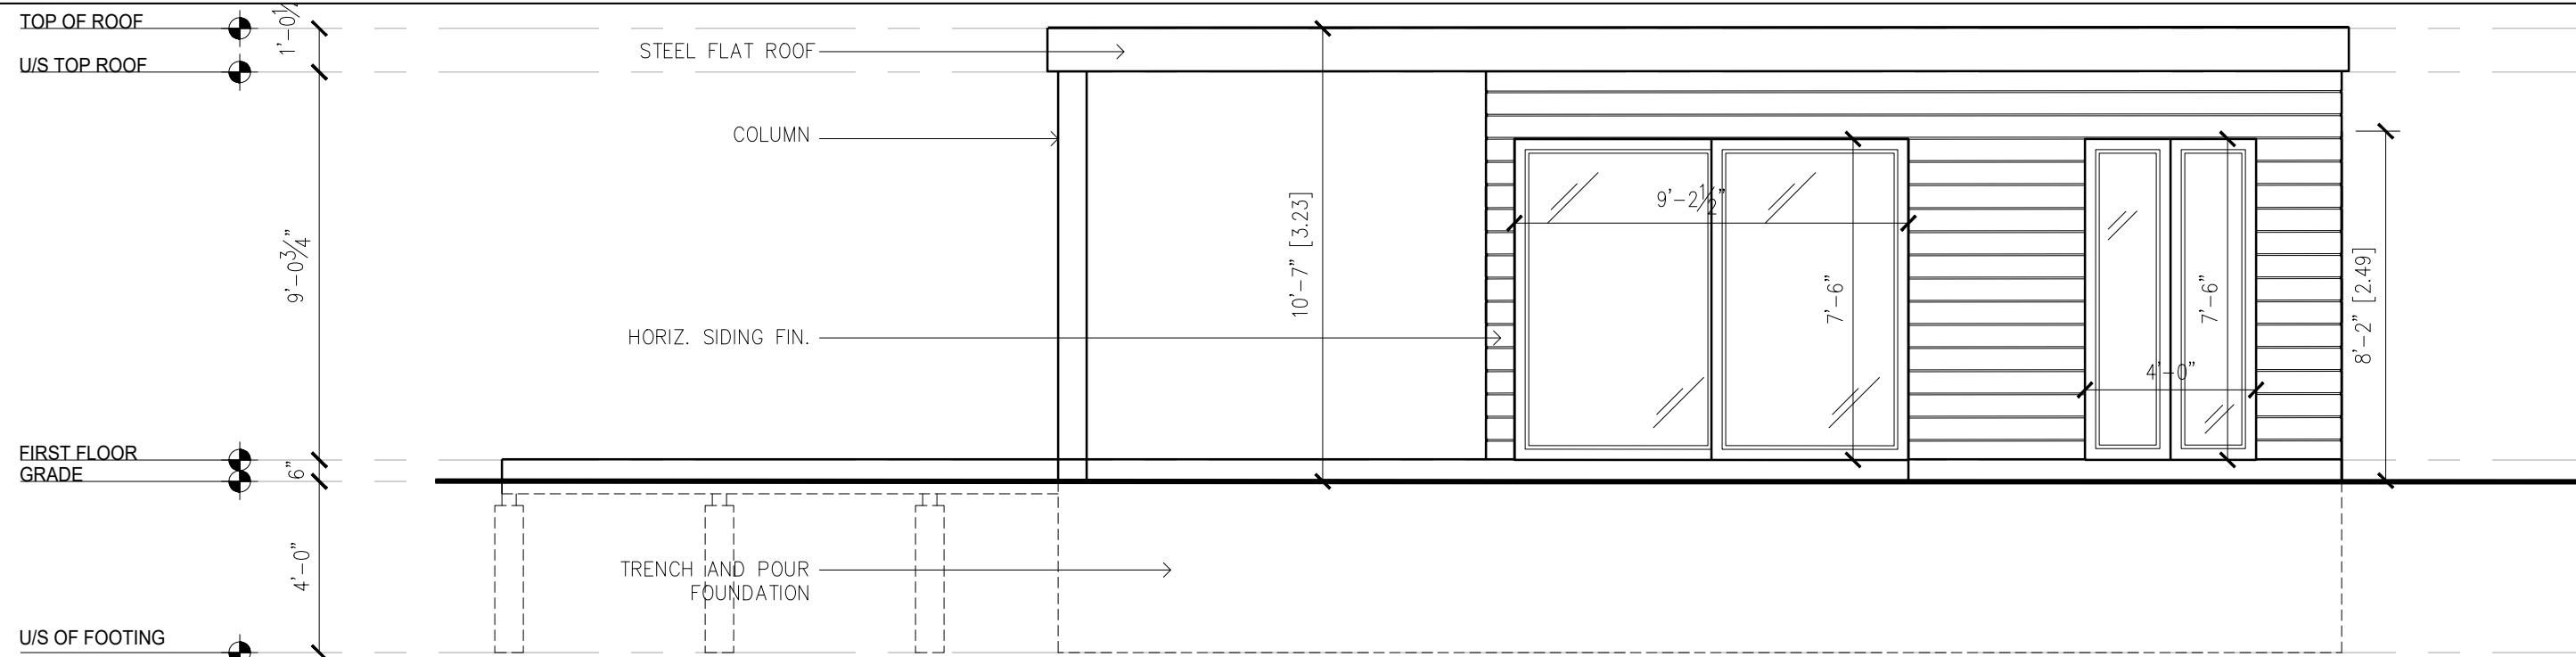 TOP OF ROOF
1'-0
STEEL FLAT ROOF
U/S TOP ROOF
COLUMN
9'-2½"
10'-7" [3.23]
9'-0¾"
7'-6"
7'-6"
8'-2" [2.49]
HORIZ. SIDING FIN.
4'-0"
FIRST FLOOR
6"
GRADE
4'-0"
TRENCH AND POUR
FOUNDATION
U/S OF FOOTING